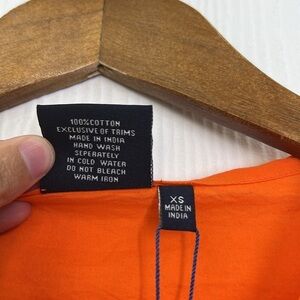 100%COTTON
EXCLUSIVE OF TRIMS
MADE IN INDIA
HAND WASH
SEPERATELY
IN COLD WATER
DO NOT BLEACH
WARM IRON
XS
MADE IN
INDIA